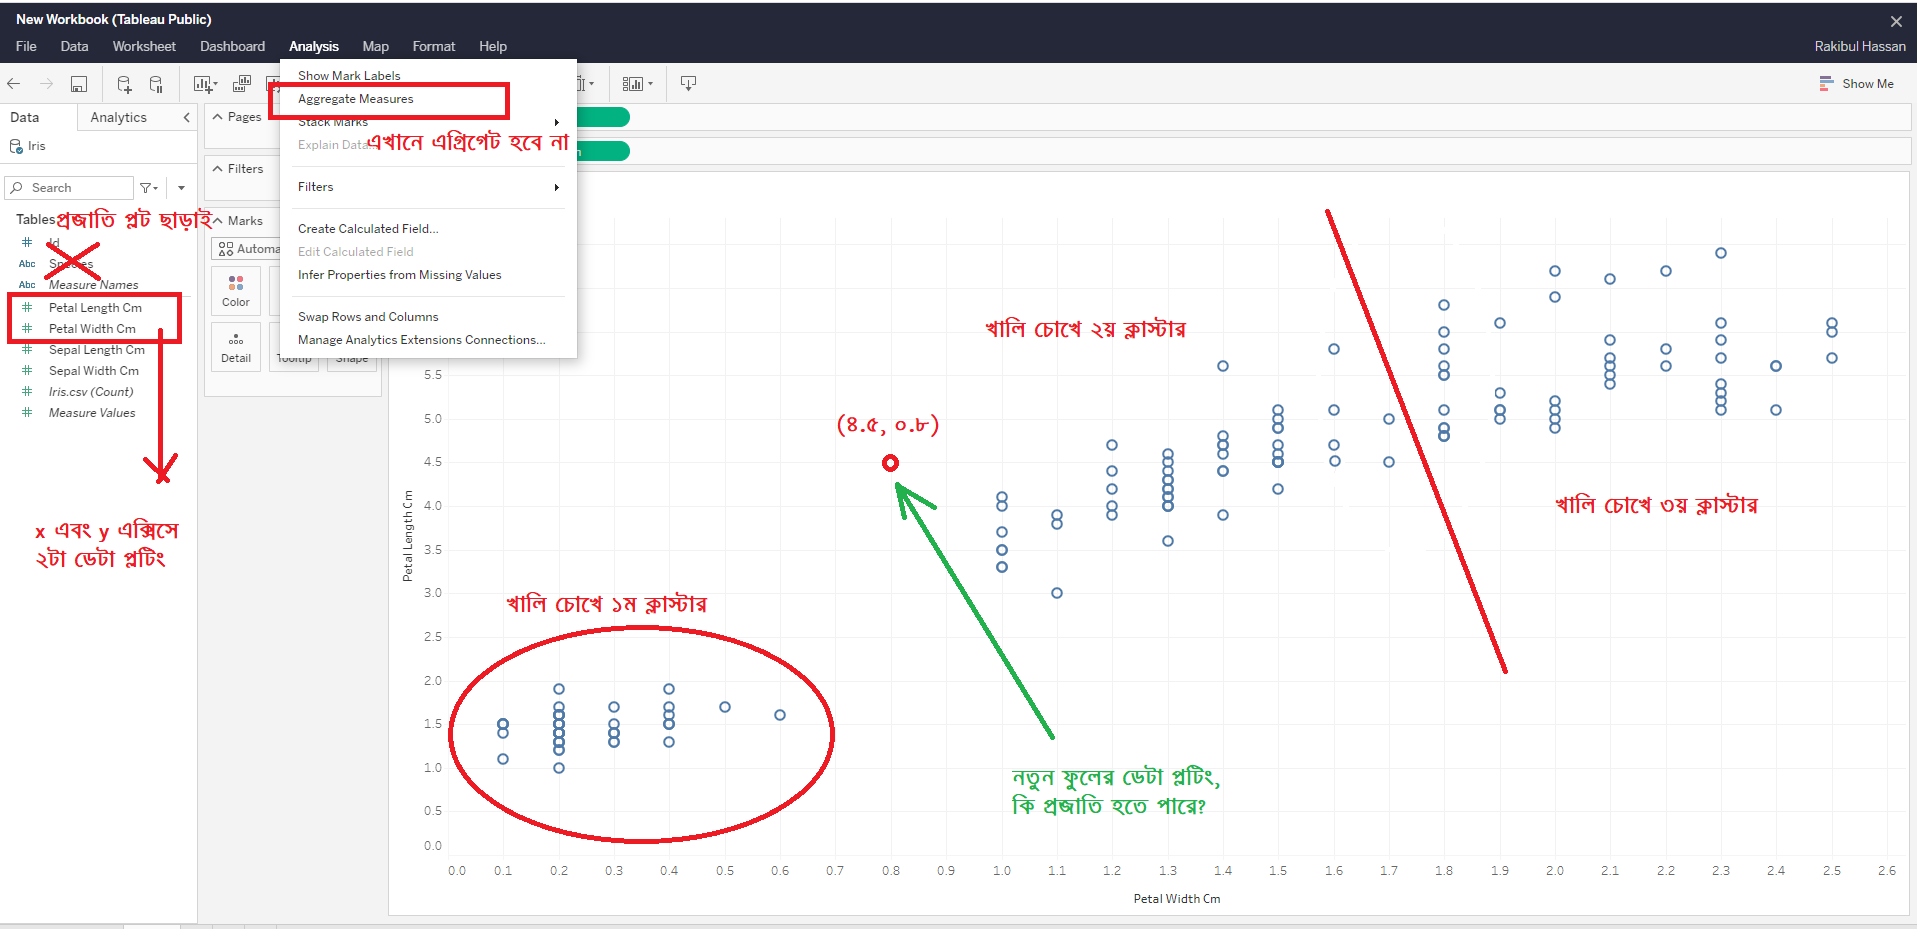 New Workbook (Tableau Public)
File Data Worksheet Dashboard Analysis Map Format Help
Rakibul Hassan
Show Me
Data
Analytics
Iris
Search
Tables
প্রজাতি প্লট ছাড়াই
Id
Abc Species
Abc Measure Names
Petal Length Cm
Petal Width Cm
Sepal Length Cm
Sepal Width Cm
Iris.csv (Count)
Measure Values
x এবং y এক্সিসে
২টা ডেটা প্লটিং
Pages
Filters
Marks
Automa
Color
Detail
Tooltip
Shape
Show Mark Labels
Aggregate Measures
Stack Marks
Explain Data...
এখানে এগ্রিগেট হবে না
Filters
Create Calculated Field...
Edit Calculated Field
Infer Properties from Missing Values
Swap Rows and Columns
Manage Analytics Extensions Connections...
খালি চোখে ২য় ক্লাস্টার
(৪.৫, ০.৮)
খালি চোখে ৩য় ক্লাস্টার
খালি চোখে ১ম ক্লাস্টার
নতুন ফুলের ডেটা প্লটিং,
কি প্রজাতি হতে পারে?
Petal Length Cm
5.5
5.0
4.5
4.0
3.5
3.0
2.5
2.0
1.5
1.0
0.5
0.0
0.0 0.1 0.2 0.3 0.4 0.5 0.6 0.7 0.8 0.9 1.0 1.1 1.2 1.3 1.4 1.5 1.6 1.7 1.8 1.9 2.0 2.1 2.2 2.3 2.4 2.5 2.6
Petal Width Cm